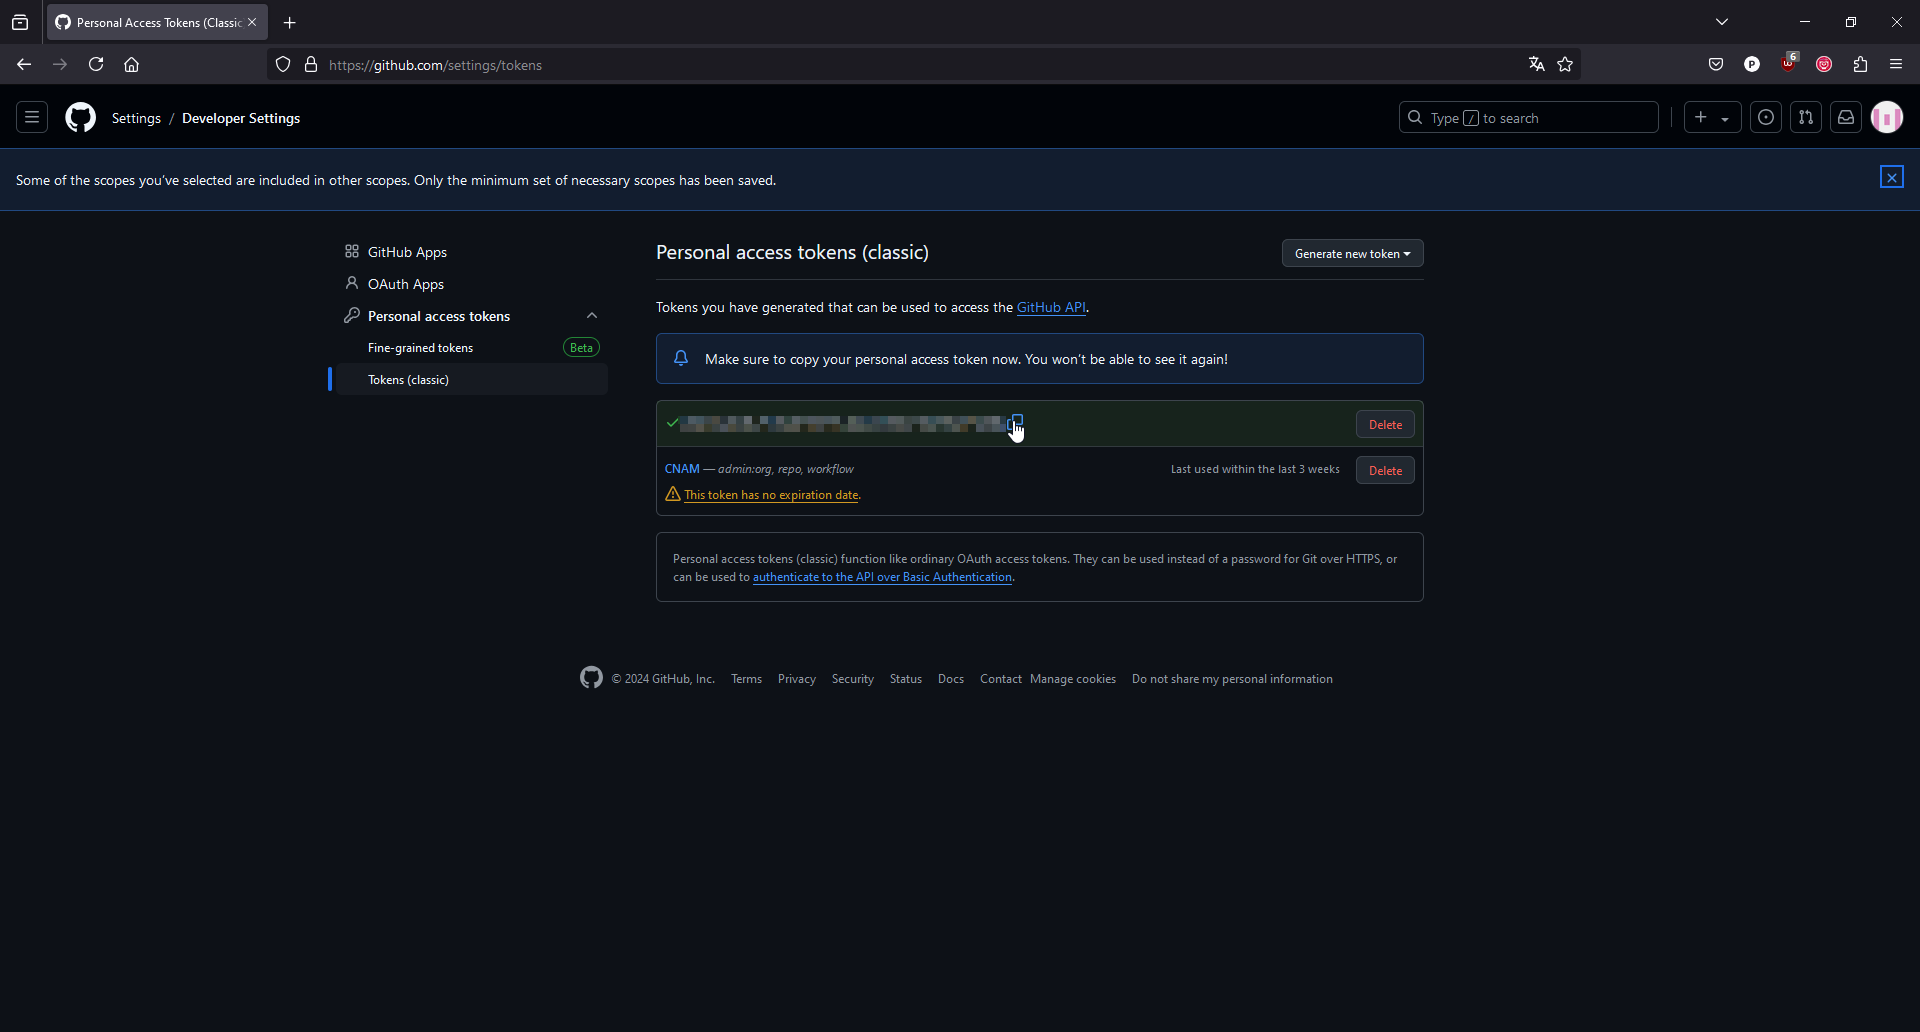 Personal Access Tokens (Classic
https://github.com/settings/tokens
6
Settings / Developer Settings
Type / to search
Some of the scopes you've selected are included in other scopes. Only the minimum set of necessary scopes has been saved.
GitHub Apps
OAuth Apps
Personal access tokens
Fine-grained tokens Beta
Tokens (classic)
Personal access tokens (classic)
Generate new token
Tokens you have generated that can be used to access the GitHub API.
Make sure to copy your personal access token now. You won't be able to see it again!
Delete
CNAM — admin:org, repo, workflow
Last used within the last 3 weeks
Delete
This token has no expiration date.
Personal access tokens (classic) function like ordinary OAuth access tokens. They can be used instead of a password for Git over HTTPS, or
can be used to authenticate to the API over Basic Authentication.
© 2024 GitHub, Inc. Terms Privacy Security Status Docs Contact Manage cookies Do not share my personal information